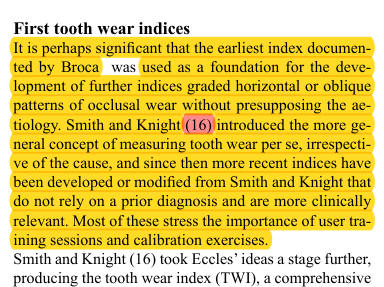 First tooth wear indices
It is perhaps significant that the earliest index documen-
ted by Broca was used as a foundation for the deve-
lopment of further indices graded horizontal or oblique
patterns of occlusal wear without presupposing the ae-
tiology. Smith and Knight (16) introduced the more ge-
neral concept of measuring tooth wear per se, irrespecti-
ve of the cause, and since then more recent indices have
been developed or modified from Smith and Knight that
do not rely on a prior diagnosis and are more clinically
relevant. Most of these stress the importance of user tra-
ining sessions and calibration exercises.
Smith and Knight (16) took Eccles’ ideas a stage further,
producing the tooth wear index (TWI), a comprehensive